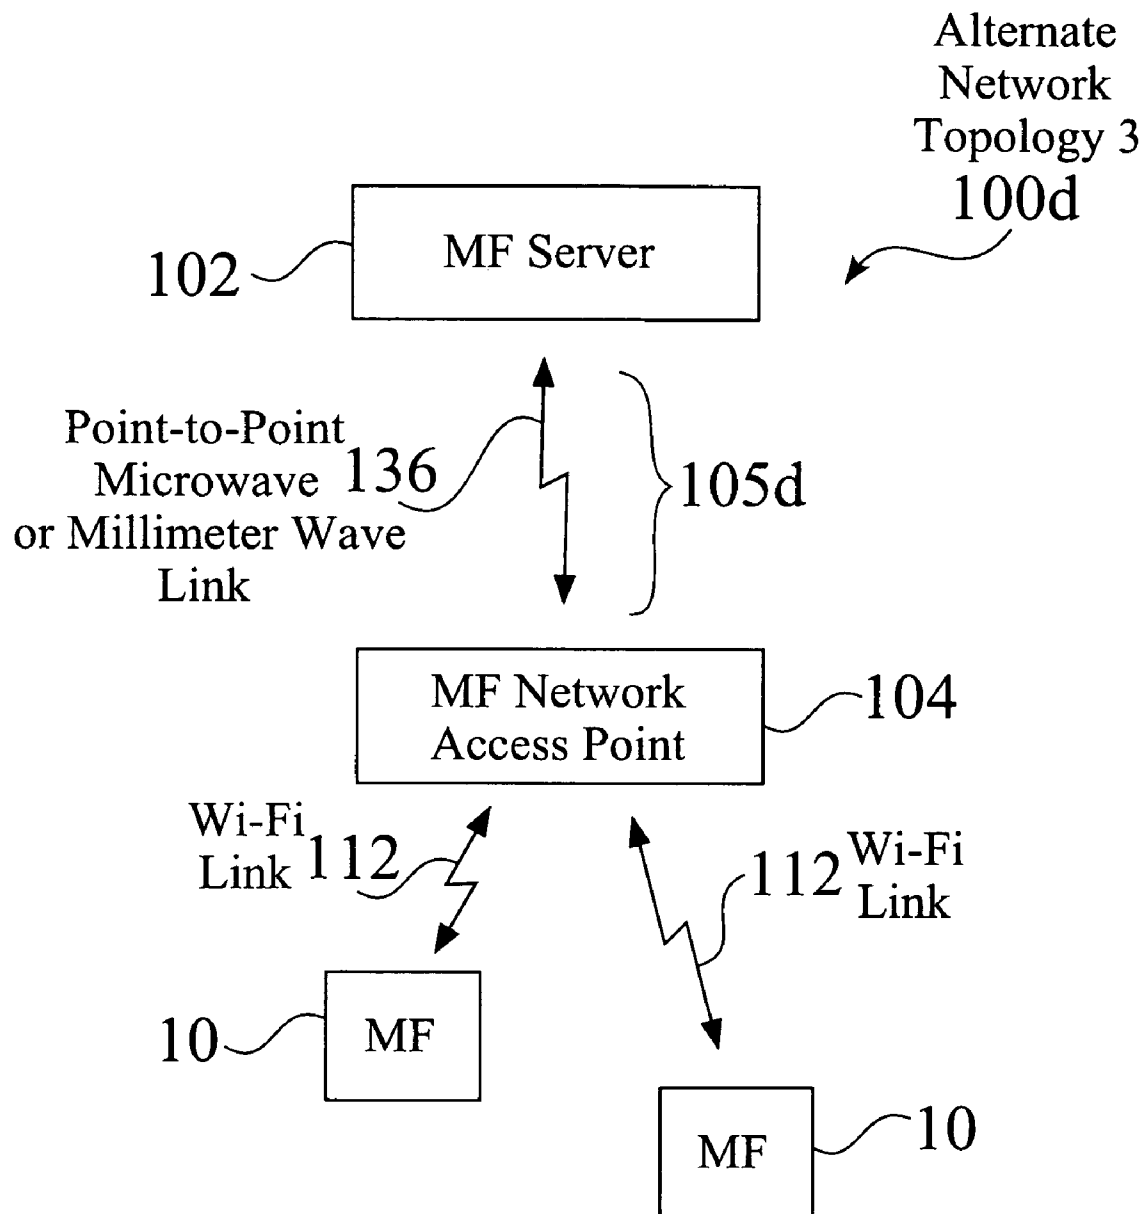 Alternate
Network
Topology 3
100d
MF Server
102
Point-to-Point
Microwave
or Millimeter Wave
Link
136
105d
MF Network
Access Point
104
Wi-Fi
Link
112
112
Wi-Fi
Link
MF
10
MF
10